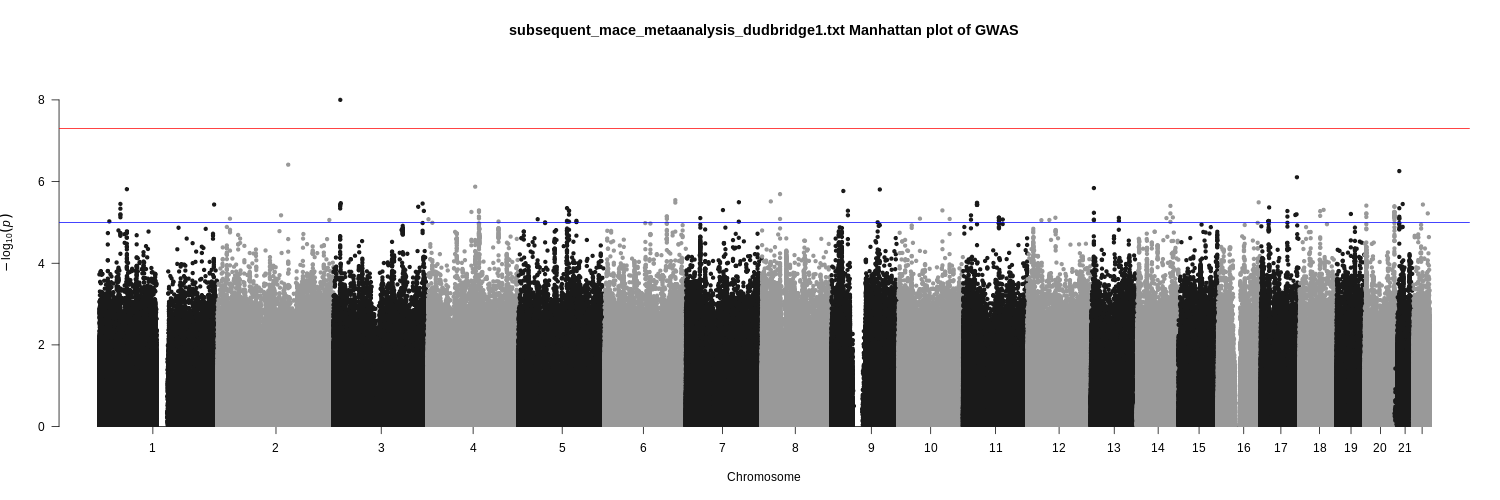 subsequent_mace_metaanalysis_dudbridge1.txt Manhattan plot of GWAS
8
6
4
2
0
− log₁₀(p)
1 2 3 4 5 6 7 8 9 10 11 12 13 14 15 16 17 18 19 20 21
Chromosome